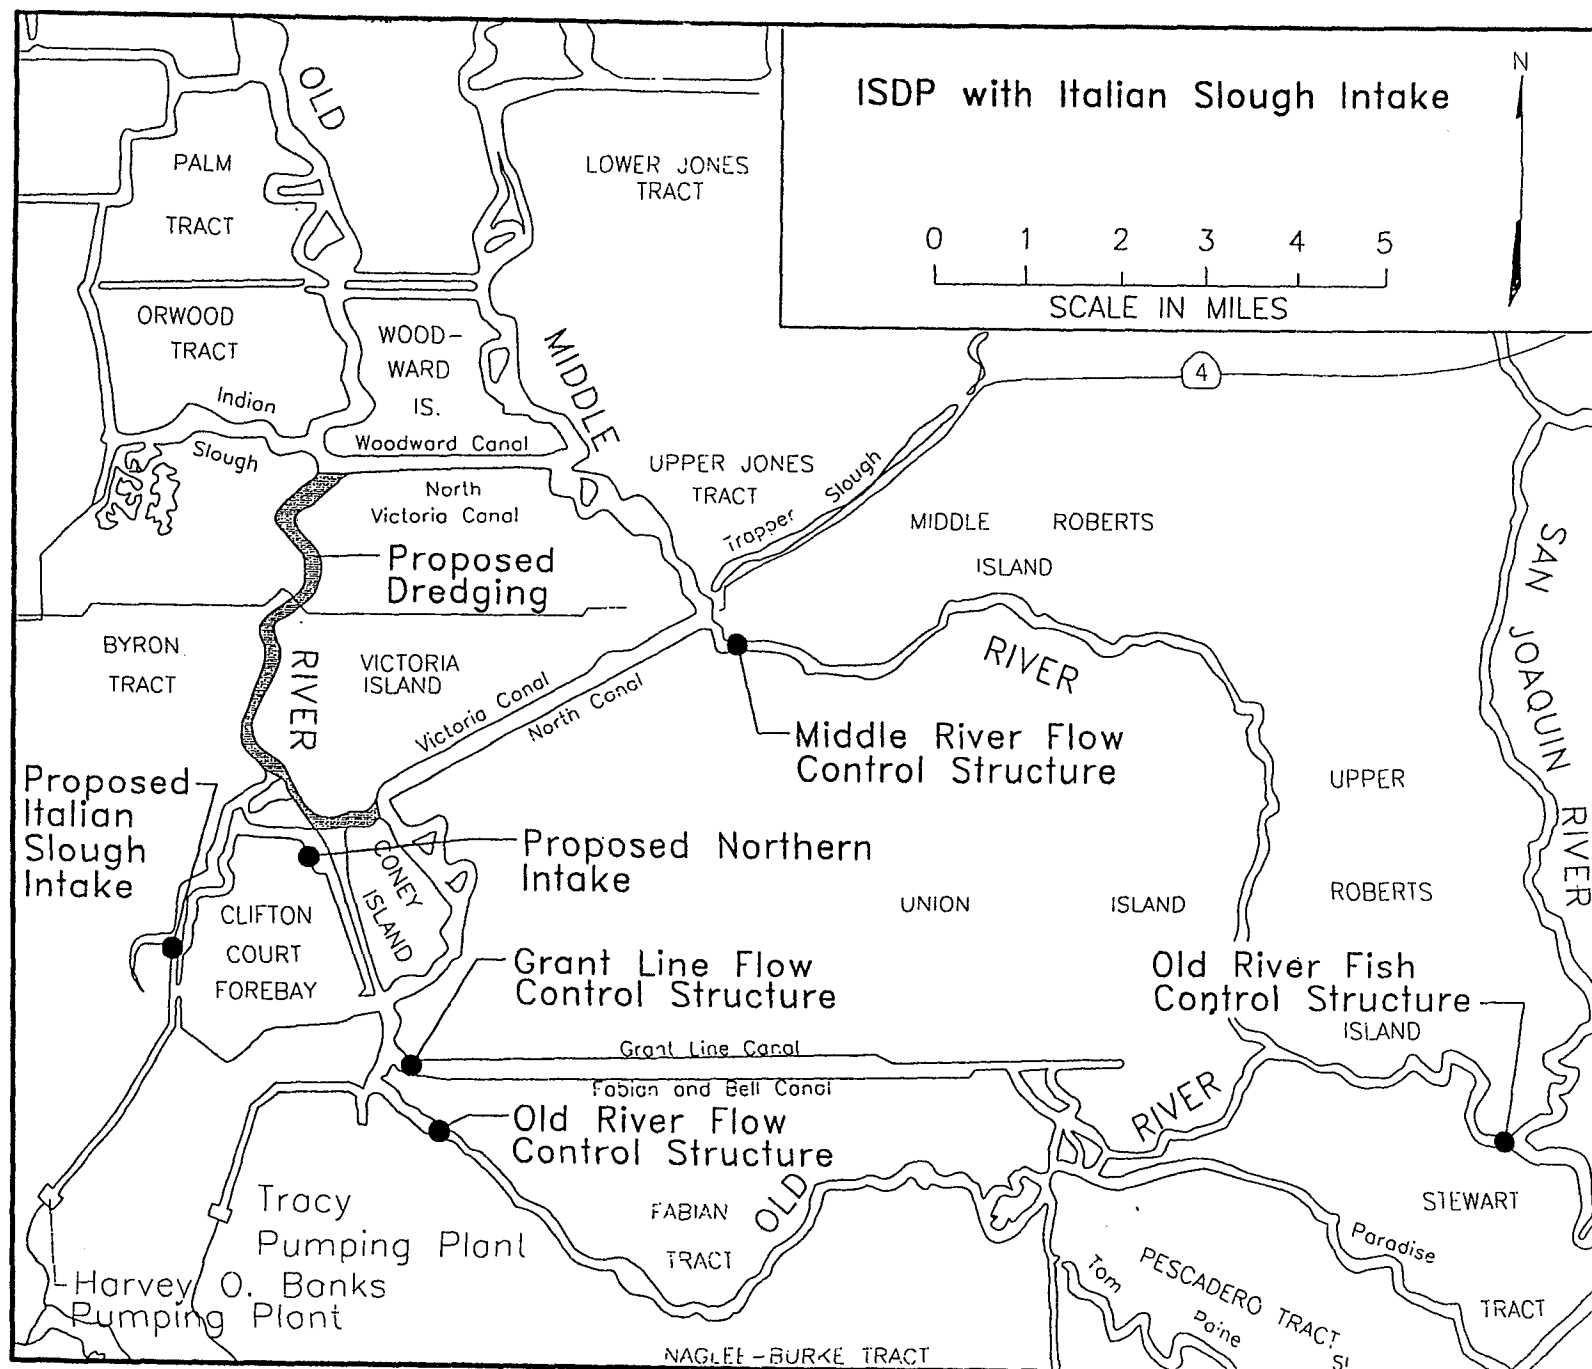 ISDP with Italian Slough Intake
N
0 1 2 3 4 5
SCALE IN MILES
OLD
PALM
TRACT
LOWER JONES
TRACT
ORWOOD
TRACT
WOOD-
WARD
IS.
MIDDLE
4
Indian
Slough
Woodward Canal
North
Victoria Canal
UPPER JONES
TRACT
Trapper Slough
MIDDLE ROBERTS
ISLAND
SAN JOAQUIN
RIVER
Proposed
Dredging
BYRON
TRACT
RIVER
VICTORIA
ISLAND
Victoria Canal
North Canal
RIVER
Middle River Flow
Control Structure
UPPER
ROBERTS
ISLAND
Proposed
Italian
Slough
Intake
Proposed Northern
Intake
CONEY
ISLAND
CLIFTON
COURT
FOREBAY
UNION ISLAND
Grant Line Flow
Control Structure
Old River Fish
Control Structure
Grant Line Canal
Fabian and Bell Canal
Old River Flow
Control Structure
RIVER
OLD
FABIAN
TRACT
STEWART
TRACT
Paradise
PESCADERO TRACT
Tom
Paine
Sl
Tracy
Pumping Plant
Harvey O. Banks
Pumping Plant
NAGLEE-BURKE TRACT